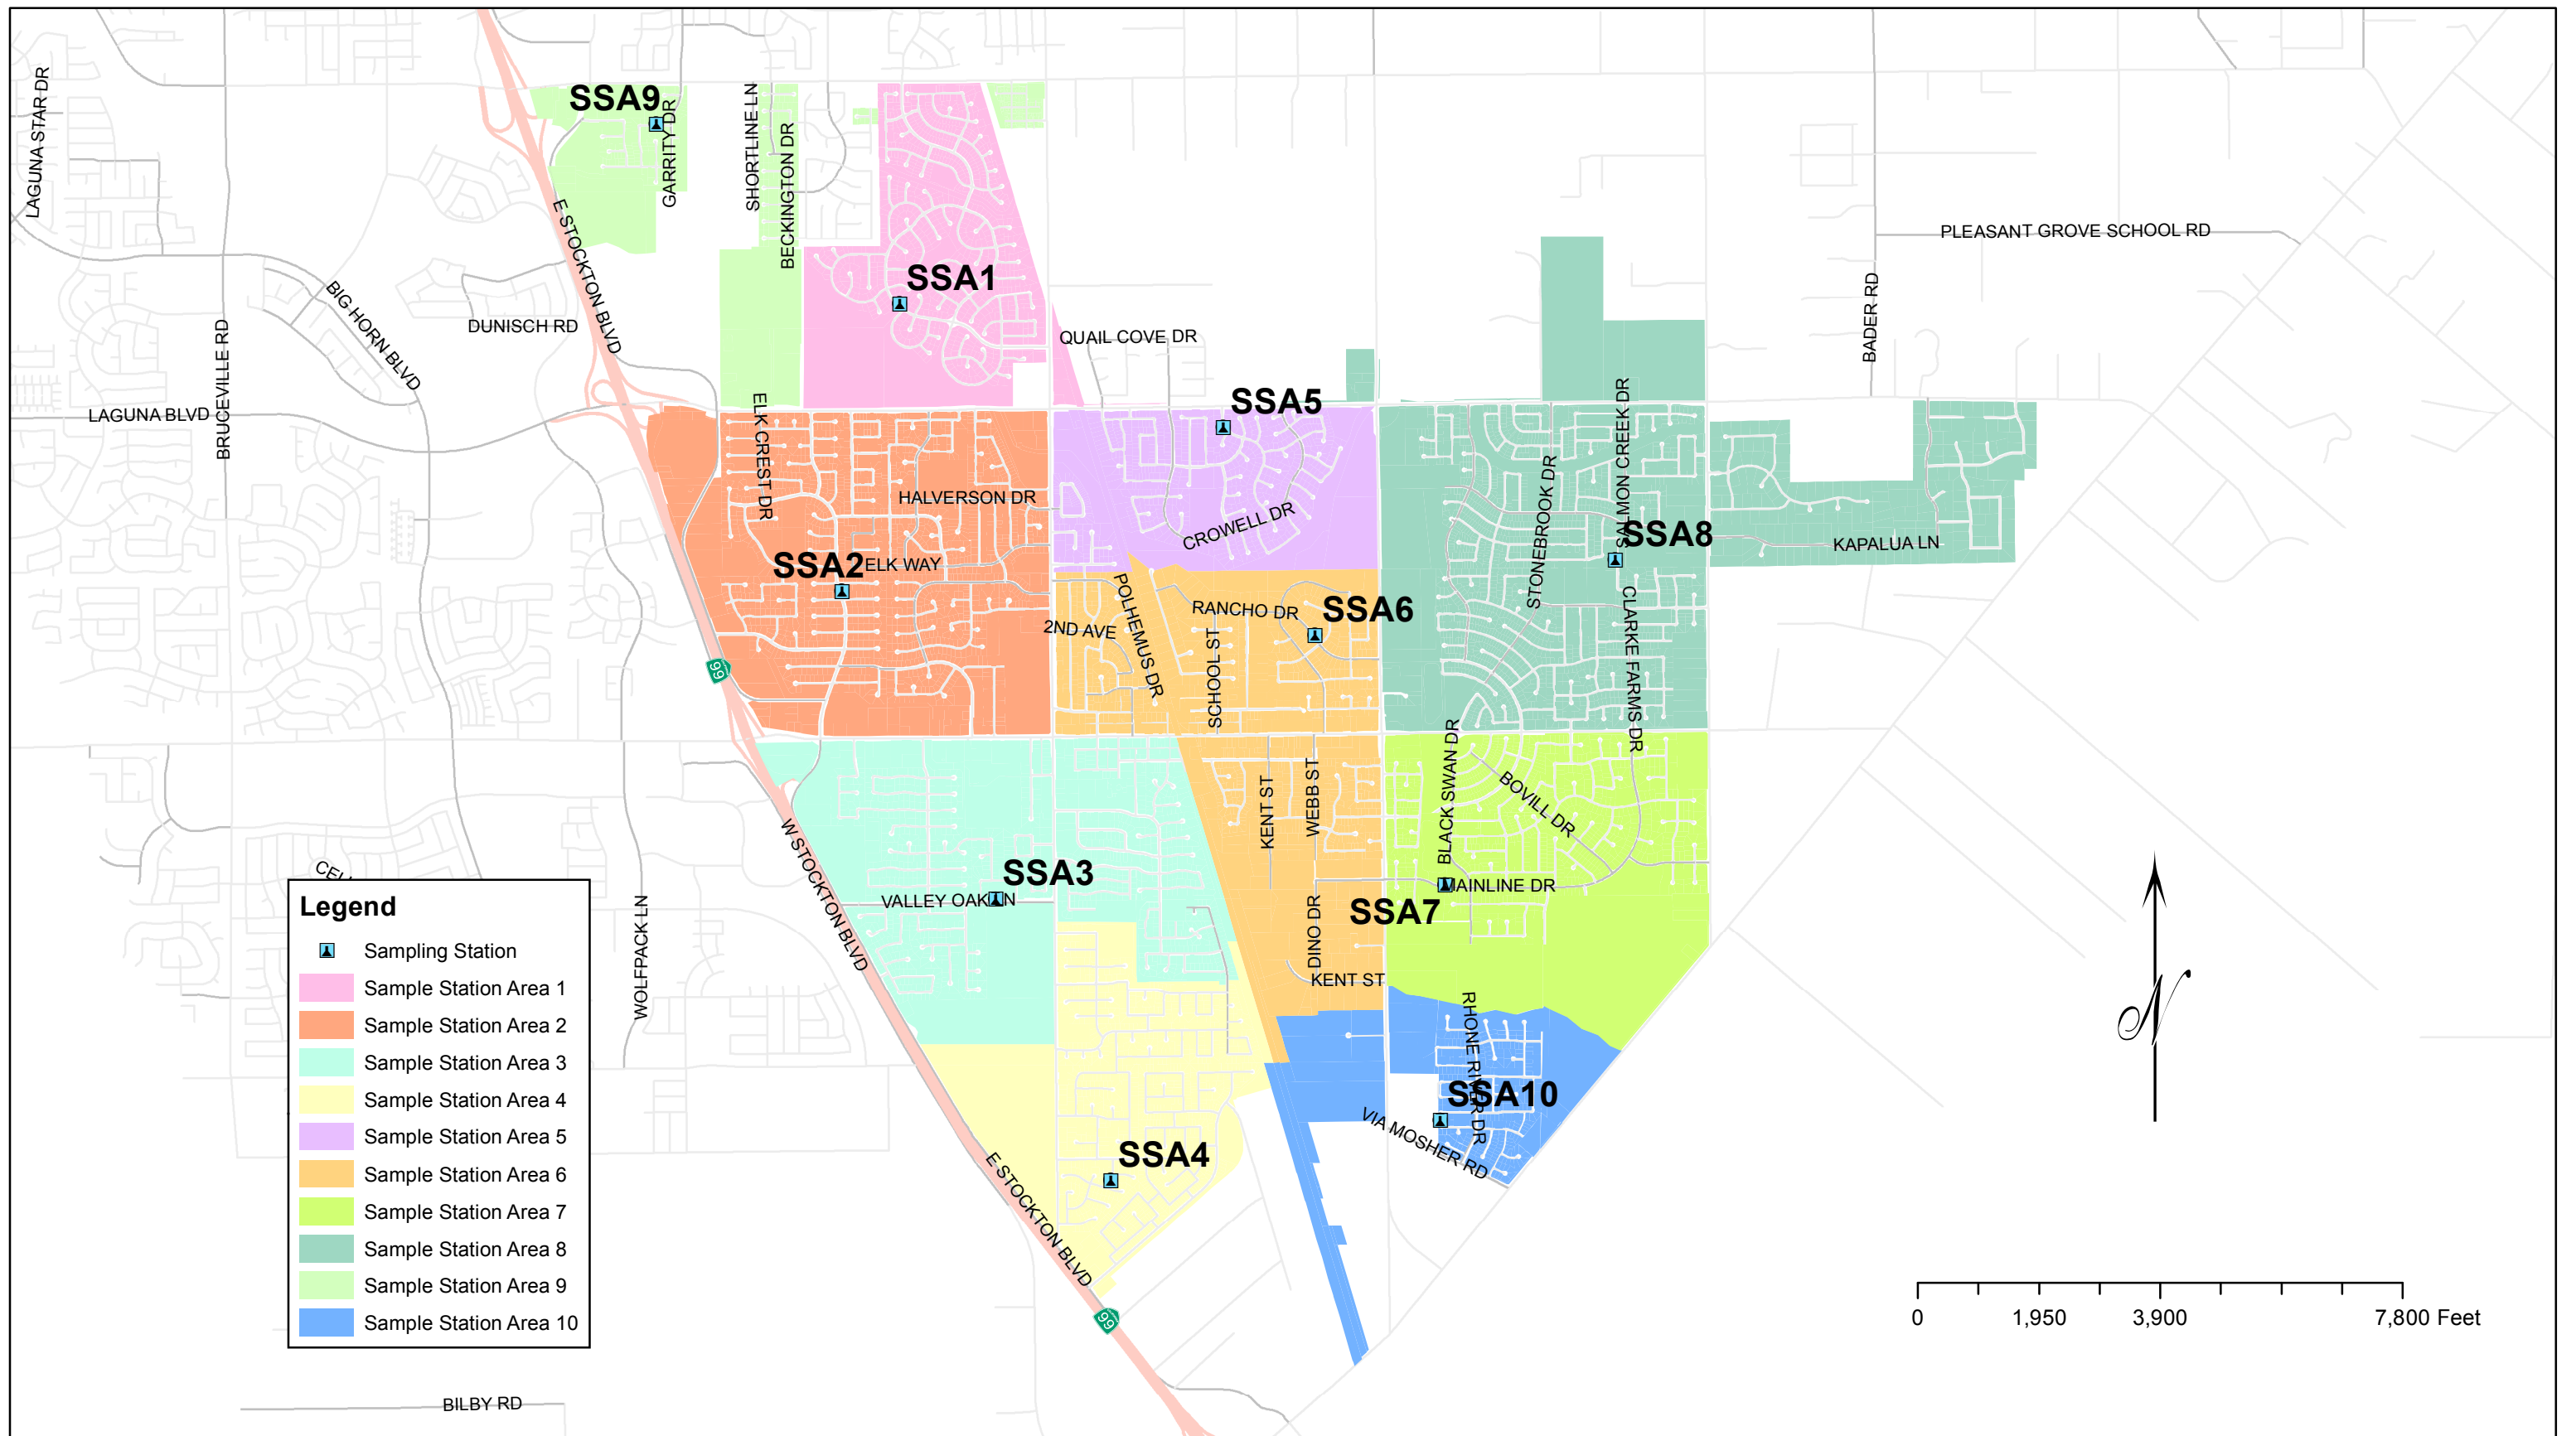 SSA9
GARRITY DR
SHORTLINE LN
BECKINGTON DR
LAGUNA STAR DR
E STOCKTON BLVD
SSA1
PLEASANT GROVE SCHOOL RD
BADER RD
BIG HORN BLVD
DUNISCH RD
QUAIL COVE DR
BRUCEVILLE RD
LAGUNA BLVD
ELK CREST DR
SSA5
HALVERSON DR
CROWELL DR
STONEBROOK DR
SALMON CREEK DR
SSA8
KAPALUA LN
SSA2
ELK WAY
POLHEMUS DR
2ND AVE
RANCHO DR
SSA6
SCHOOL ST
CLARKE FARMS DR
99
KENT ST
WEBB ST
BLACK SWAN DR
BOVILL DR
W STOCKTON BLVD
SSA3
VALLEY OAK LN
MAINLINE DR
SSA7
DINO DR
KENT ST
WOLFPACK LN
RHONE RIVER DR
SSA10
VIA MOSHER RD
SSA4
E STOCKTON BLVD
99
BILBY RD
Legend
Sampling Station
Sample Station Area 1
Sample Station Area 2
Sample Station Area 3
Sample Station Area 4
Sample Station Area 5
Sample Station Area 6
Sample Station Area 7
Sample Station Area 8
Sample Station Area 9
Sample Station Area 10
N
0 1,950 3,900 7,800 Feet